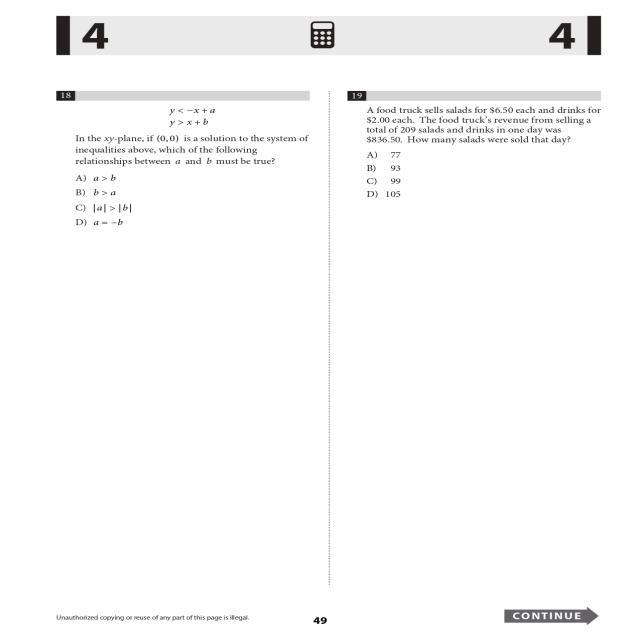 4
4
18
y < −x + a
y > x + b
In the xy-plane, if (0,0) is a solution to the system of
inequalities above, which of the following
relationships between a and b must be true?
A) a > b
B) b > a
C) |a| > |b|
D) a = −b
19
A food truck sells salads for $6.50 each and drinks for
$2.00 each. The food truck's revenue from selling a
total of 209 salads and drinks in one day was
$836.50. How many salads were sold that day?
A) 77
B) 93
C) 99
D) 105
Unauthorized copying or reuse of any part of this page is illegal.
49
CONTINUE